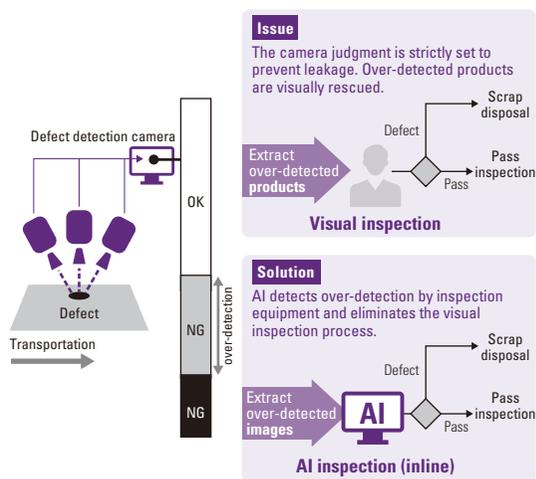 Defect detection camera
Defect
Transportation
OK
NG
NG
over-detection
Issue
The camera judgment is strictly set to
prevent leakage. Over-detected products
are visually rescued.
Extract
over-detected
products
Defect
Scrap
disposal
Pass
inspection
Pass
Visual inspection
Solution
AI detects over-detection by inspection
equipment and eliminates the visual
inspection process.
Extract
over-detected
images
AI
Defect
Scrap
disposal
Pass
inspection
Pass
AI inspection (inline)